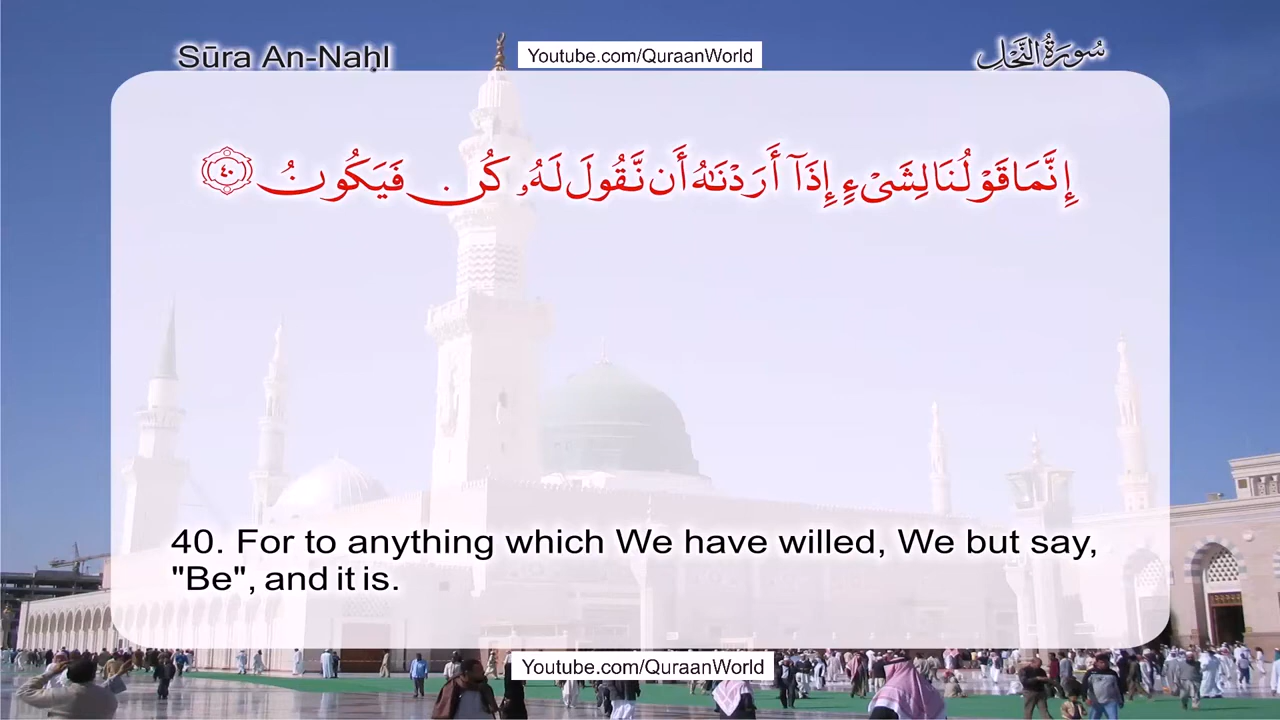 Sūra An-Naḥl
Youtube.com/QuraanWorld
سُورَةُ النَّحْلِ
إِنَّمَا قَوْلُنَا لِشَىْءٍ إِذَآ أَرَدْنَٰهُ أَن نَّقُولَ لَهُۥ كُن فَيَكُونُ ٤٠
40. For to anything which We have willed, We but say,
"Be", and it is.
Youtube.com/QuraanWorld